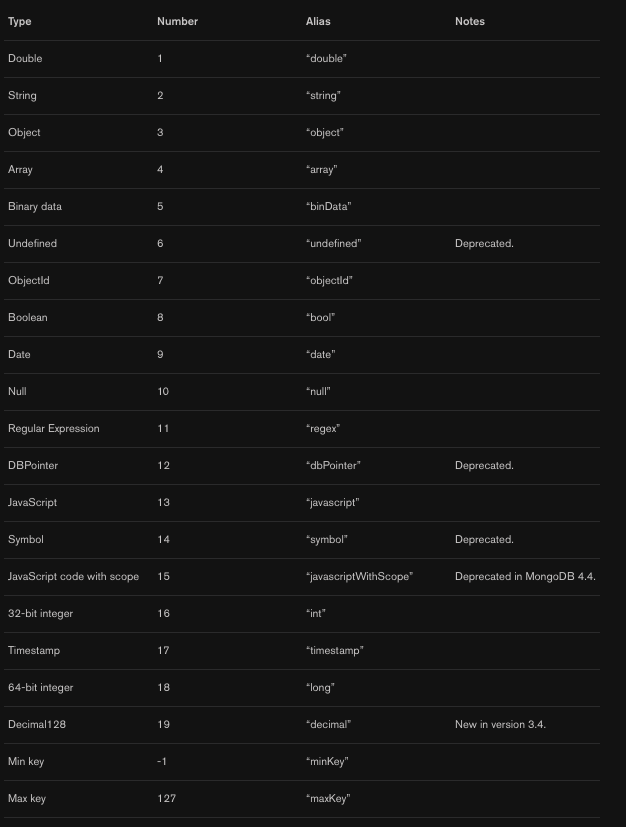 Type Number Alias Notes
Double 1 “double”
String 2 “string”
Object 3 “object”
Array 4 “array”
Binary data 5 “binData”
Undefined 6 “undefined” Deprecated.
ObjectId 7 “objectId”
Boolean 8 “bool”
Date 9 “date”
Null 10 “null”
Regular Expression 11 “regex”
DBPointer 12 “dbPointer” Deprecated.
JavaScript 13 “javascript”
Symbol 14 “symbol” Deprecated.
JavaScript code with scope 15 “javascriptWithScope” Deprecated in MongoDB 4.4.
32-bit integer 16 “int”
Timestamp 17 “timestamp”
64-bit integer 18 “long”
Decimal128 19 “decimal” New in version 3.4.
Min key -1 “minKey”
Max key 127 “maxKey”